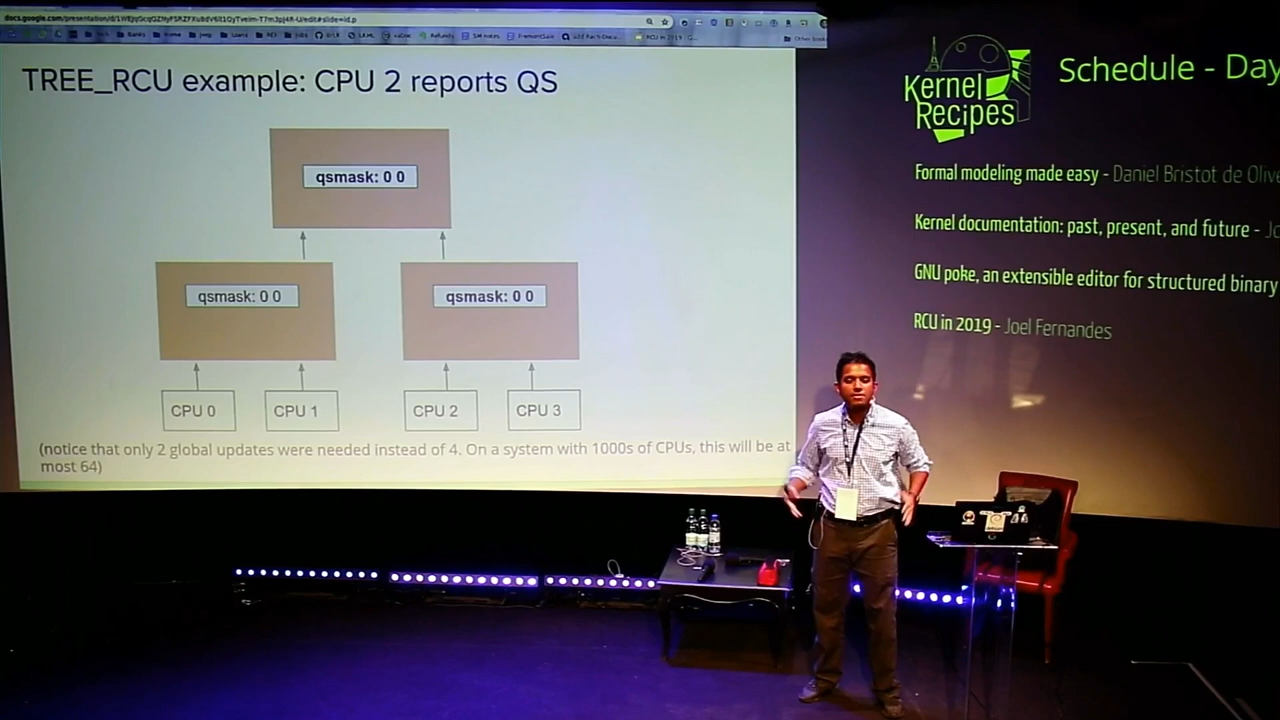 TREE_RCU example: CPU 2 reports QS
qsmask: 0 0
qsmask: 0 0
qsmask: 0 0
CPU 0
CPU 1
CPU 2
CPU 3
(notice that only 2 global updates were needed instead of 4. On a system with 1000s of CPUs, this will be at
most 64)
Kernel
Recipes
Schedule - Day
Formal modeling made easy - Daniel Bristot de Olive
Kernel documentation: past, present, and future - Jo
GNU poke, an extensible editor for structured binary
RCU in 2019 - Joel Fernandes